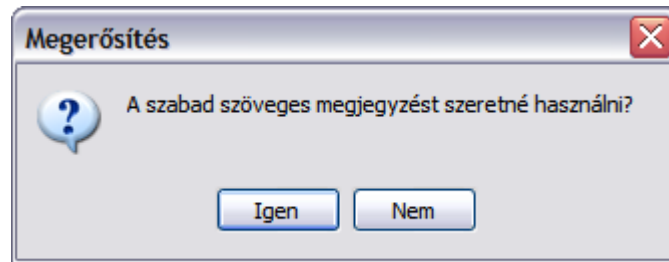 Megerősítés
A szabad szöveges megjegyzést szeretné használni?
Igen
Nem